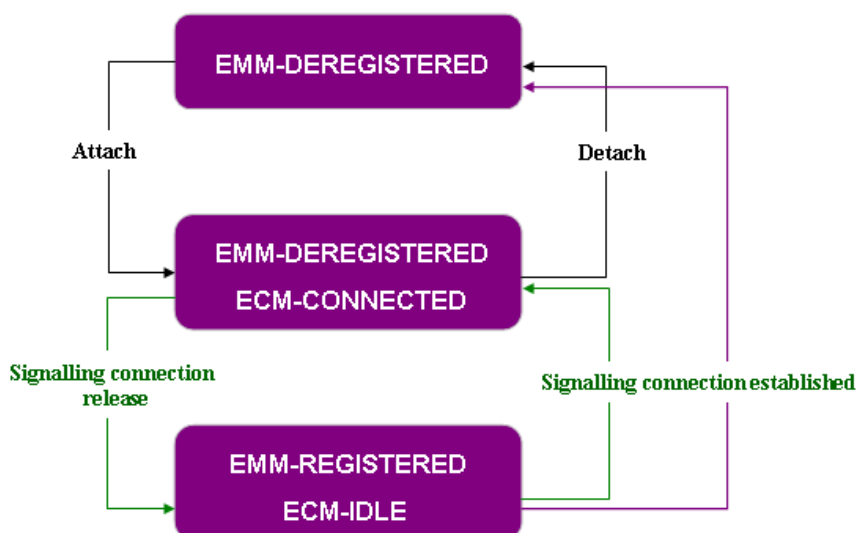 EMM-DEREGISTERED
Attach
Detach
EMM-DEREGISTERED
ECM-CONNECTED
Signalling connection
release
Signalling connection established
EMM-REGISTERED
ECM-IDLE